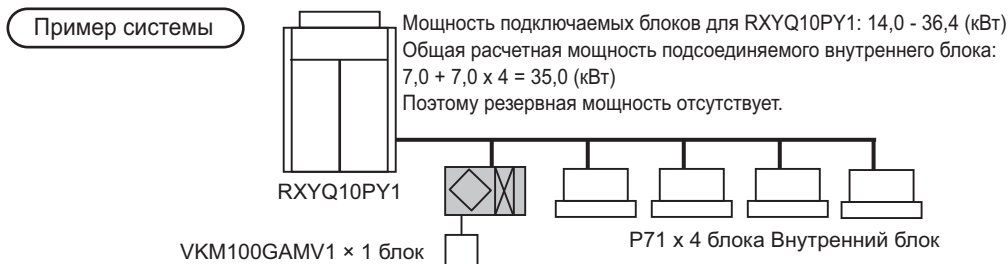 Пример системы
Мощность подключаемых блоков для RXYQ10PY1: 14,0 - 36,4 (кВт)
Общая расчетная мощность подсоединяемого внутреннего блока:
7,0 + 7,0 x 4 = 35,0 (кВт)
Поэтому резервная мощность отсутствует.
RXYQ10PY1
VKM100GAMV1 × 1 блок
P71 x 4 блока Внутренний блок